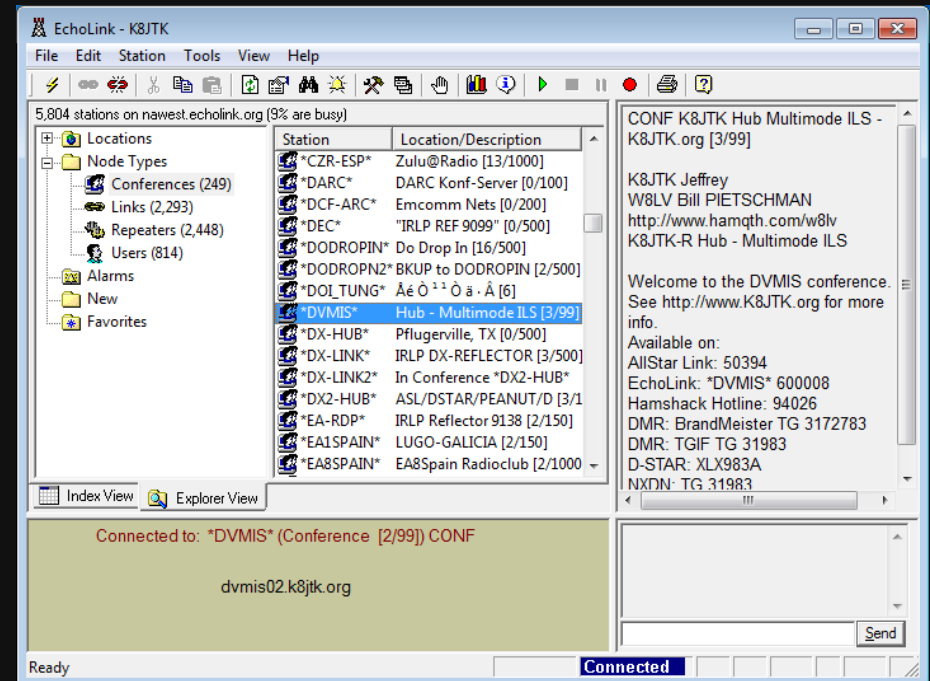 EchoLink - K8JTK
File Edit Station Tools View Help
5,804 stations on nawest.echolink.org (9% are busy)
Locations
Node Types
Conferences (249)
Links (2,293)
Repeaters (2,448)
Users (814)
Alarms
New
Favorites
Station Location/Description
*CZR-ESP* Zulu@Radio [13/1000]
*DARC* DARC Konf-Server [0/100]
*DCF-ARC* Emcomm Nets [0/200]
*DEC* "IRLP REF 9099" [0/500]
*DODROPIN* Do Drop In [16/500]
*DODROPN2* BKUP to DODROPIN [2/500]
*DOI_TUNG* Åé Ò ¹¹ Ò ä · Â [6]
*DVMIS* Hub - Multimode ILS [3/99]
*DX-HUB* Pflugerville, TX [0/500]
*DX-LINK* IRLP DX-REFLECTOR [3/500]
*DX-LINK2* In Conference *DX2-HUB*
*DX2-HUB* ASL/DSTAR/PEANUT/D [3/1
*EA-RDP* IRLP Reflector 9138 [2/150]
*EA1SPAIN* LUGO-GALICIA [2/150]
*EA8SPAIN* EA8Spain Radioclub [2/1000
Index View Explorer View
CONF K8JTK Hub Multimode ILS -
K8JTK.org [3/99]
K8JTK Jeffrey
W8LV Bill PIETSCHMAN
http://www.hamqth.com/w8lv
K8JTK-R Hub - Multimode ILS
Welcome to the DVMIS conference.
See http://www.K8JTK.org for more
info.
Available on:
AllStar Link: 50394
EchoLink: *DVMIS* 600008
Hamshack Hotline: 94026
DMR: BrandMeister TG 3172783
DMR: TGIF TG 31983
D-STAR: XLX983A
NXDN: TG 31983
Connected to: *DVMIS* (Conference [2/99]) CONF
dvmis02.k8jtk.org
Send
Ready
Connected